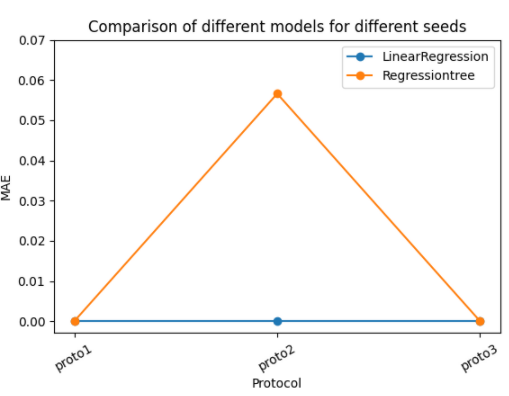 Comparison of different models for different seeds
LinearRegression
Regressiontree
0.07
0.06
0.05
0.04
0.03
0.02
0.01
0.00
MAE
proto1
proto2
proto3
Protocol